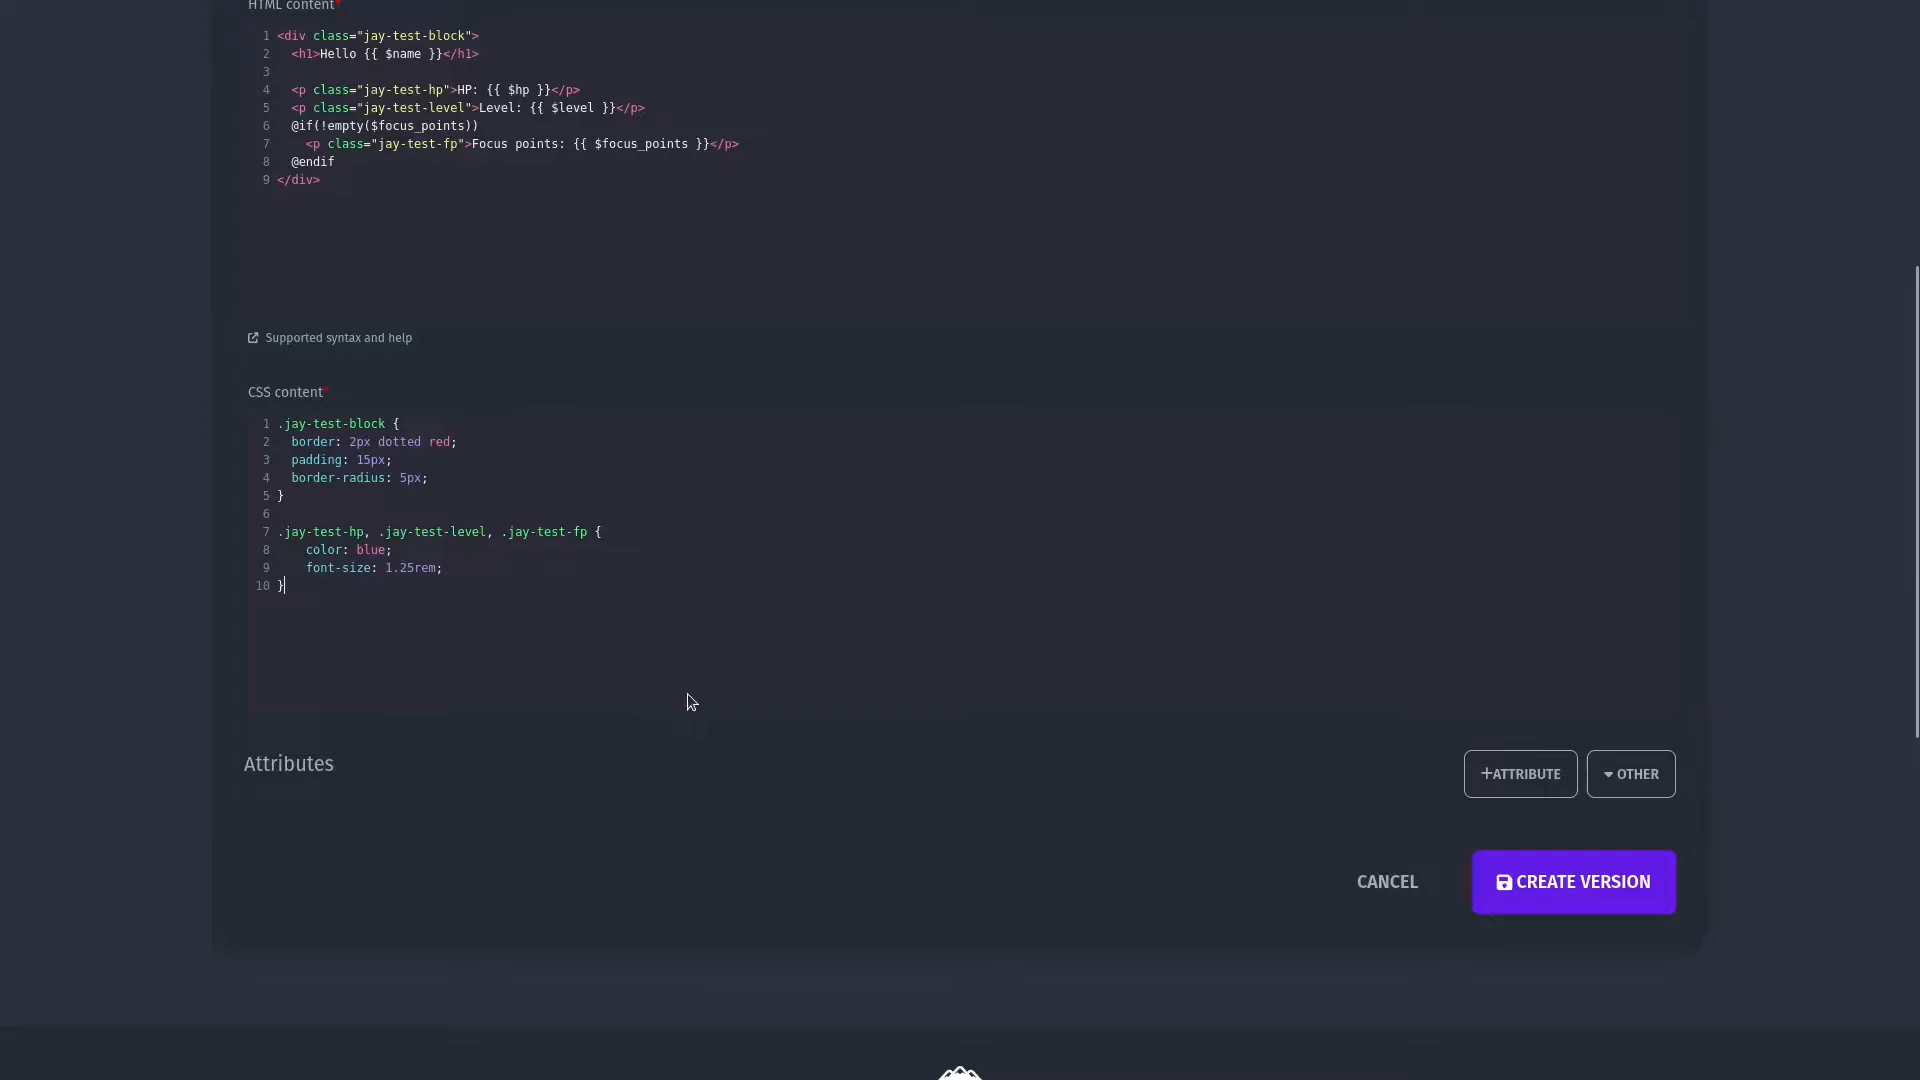 HTML content*
1 <div class="jay-test-block">
2 <h1>Hello {{ $name }}</h1>
3
4 <p class="jay-test-hp">HP: {{ $hp }}</p>
5 <p class="jay-test-level">Level: {{ $level }}</p>
6 @if(!empty($focus_points))
7 <p class="jay-test-fp">Focus points: {{ $focus_points }}</p>
8 @endif
9 </div>
Supported syntax and help
CSS content*
1 .jay-test-block {
2 border: 2px dotted red;
3 padding: 15px;
4 border-radius: 5px;
5 }
6
7 .jay-test-hp, .jay-test-level, .jay-test-fp {
8 color: blue;
9 font-size: 1.25rem;
10 }
Attributes
+ATTRIBUTE
OTHER
CANCEL
CREATE VERSION